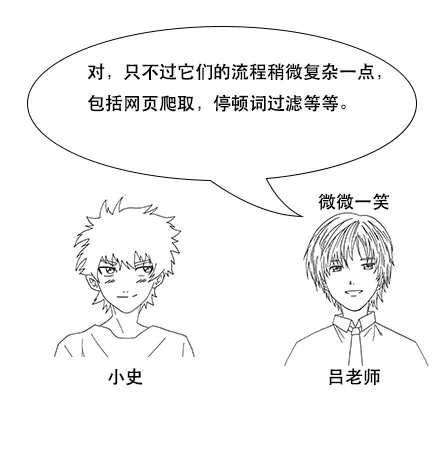 对，只不过它们的流程稍微复杂一点，
包括网页爬取，停顿词过滤等等。
微微一笑
小史
吕老师